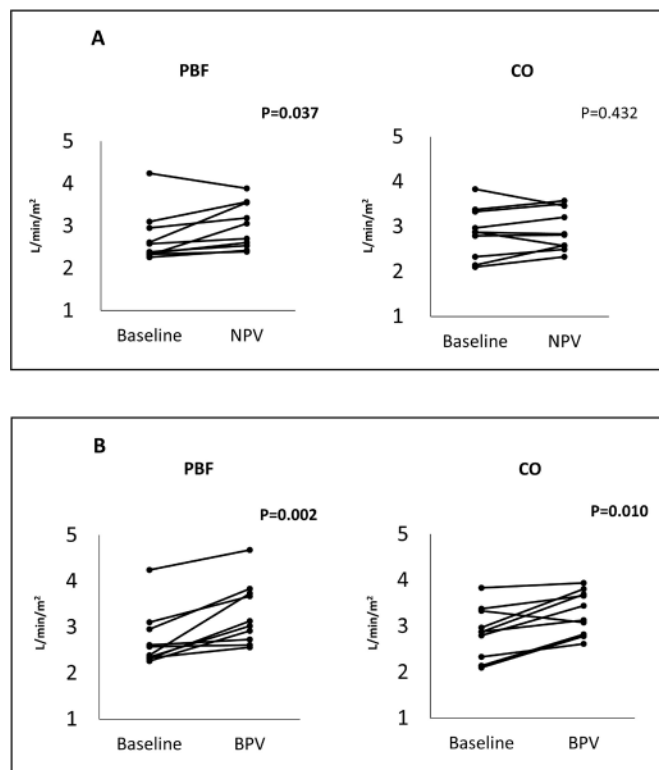 A
PBF
CO
P=0.037
P=0.432
5
4
3
2
1
L/min/m²
Baseline
NPV
5
4
3
2
1
L/min/m²
Baseline
NPV
B
PBF
CO
P=0.002
P=0.010
5
4
3
2
1
L/min/m²
Baseline
BPV
5
4
3
2
1
L/min/m²
Baseline
BPV